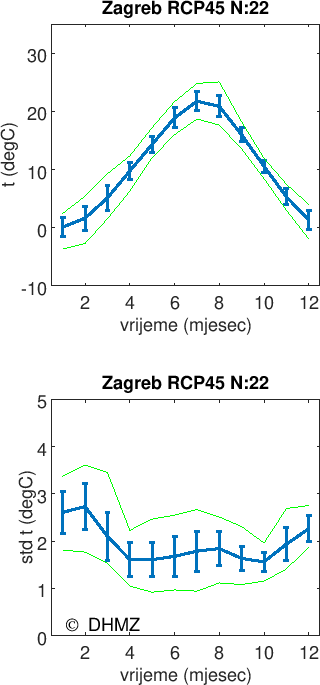 Zagreb RCP45 N:22
30
20
10
0
-10
t (degC)
2 4 6 8 10 12
vrijeme (mjesec)
Zagreb RCP45 N:22
5
4
3
2
1
0
std t (degC)
© DHMZ
2 4 6 8 10 12
vrijeme (mjesec)